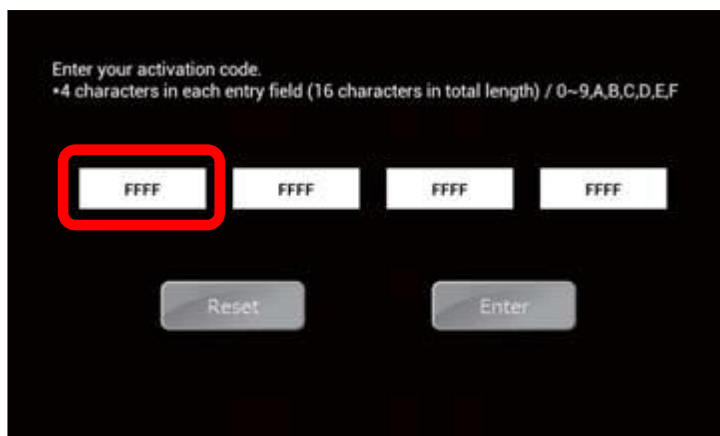 Enter your activation code.
•4 characters in each entry field (16 characters in total length) / 0~9,A,B,C,D,E,F
FFFF FFFF FFFF FFFF
Reset Enter